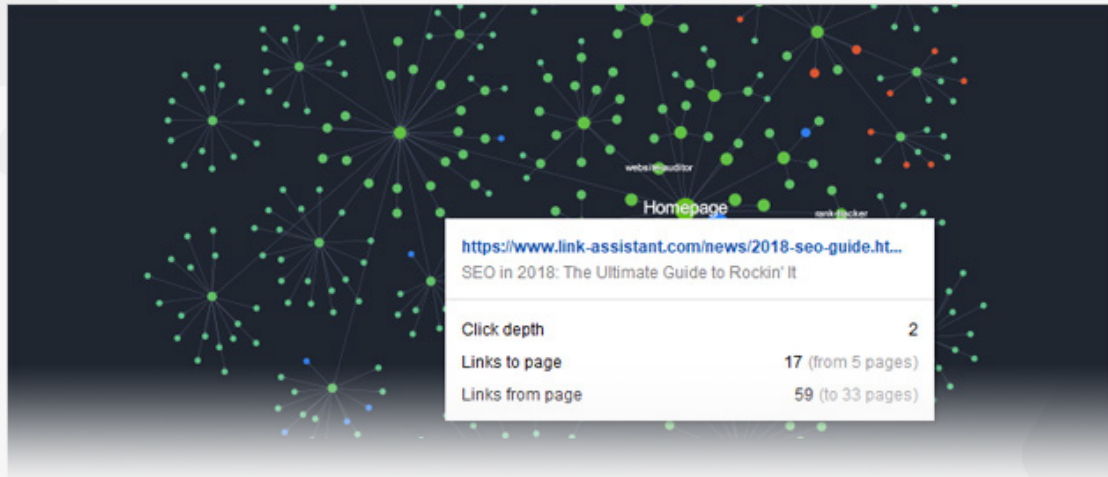 website-auditor
Homepage
rank-tracker
https://www.link-assistant.com/news/2018-seo-guide.ht...
SEO in 2018: The Ultimate Guide to Rockin' It
Click depth 2
Links to page 17 (from 5 pages)
Links from page 59 (to 33 pages)